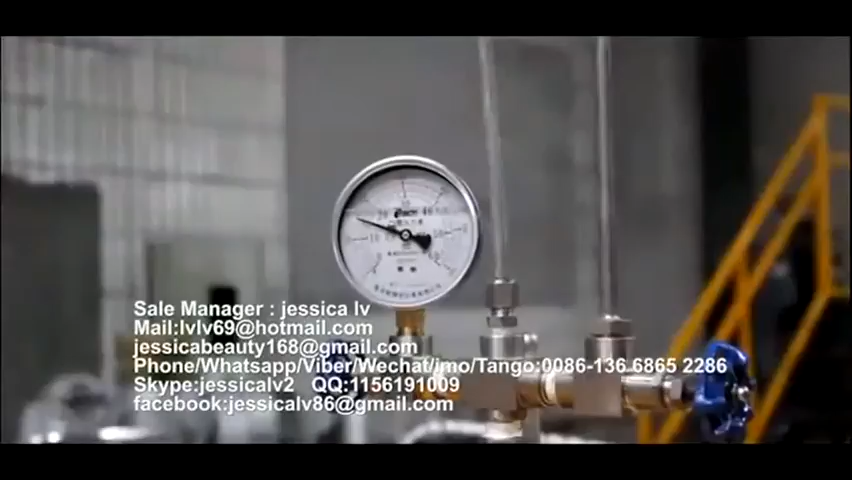 Sale Manager : jessica lv
Mail:lvlv69@hotmail.com
jessicabeauty168@gmail.com
Phone/Whatsapp/Viber/Wechat/imo/Tango:0086-136 6865 2286
Skype:jessicalv2 QQ:1156191009
facebook:jessicalv86@gmail.com